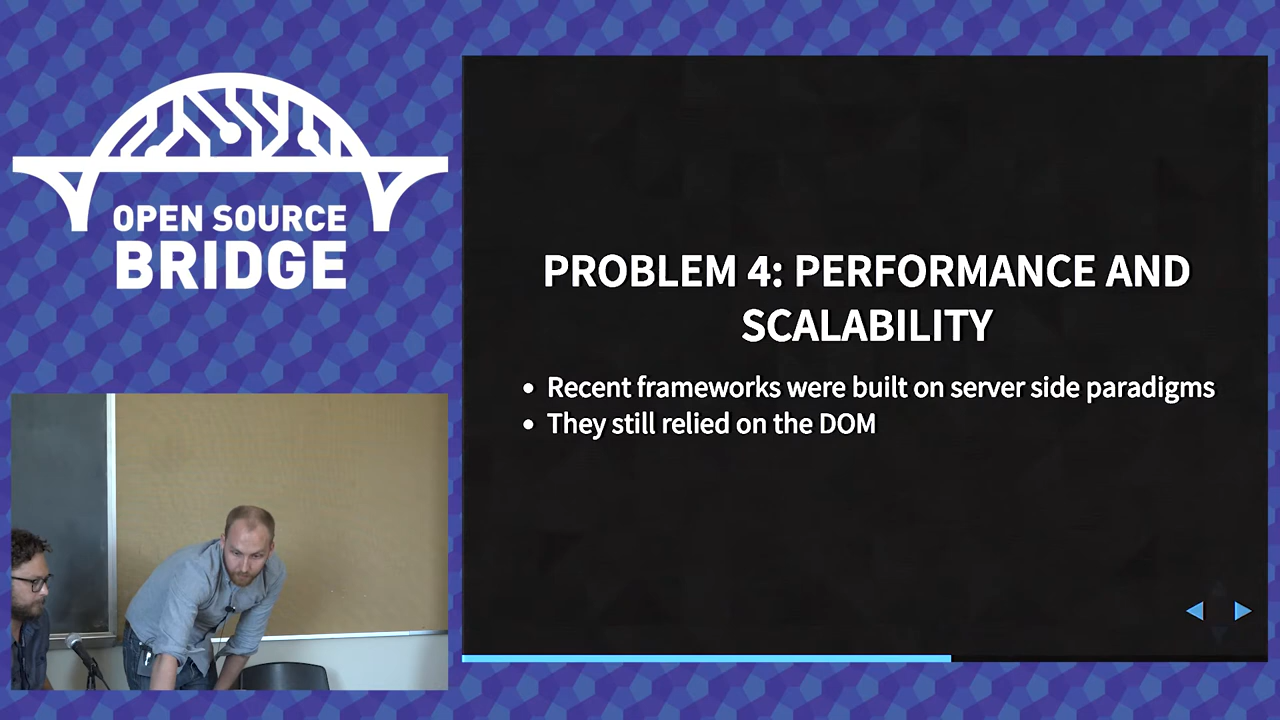 OPEN SOURCE
BRIDGE
PROBLEM 4: PERFORMANCE AND
SCALABILITY
• Recent frameworks were built on server side paradigms
• They still relied on the DOM